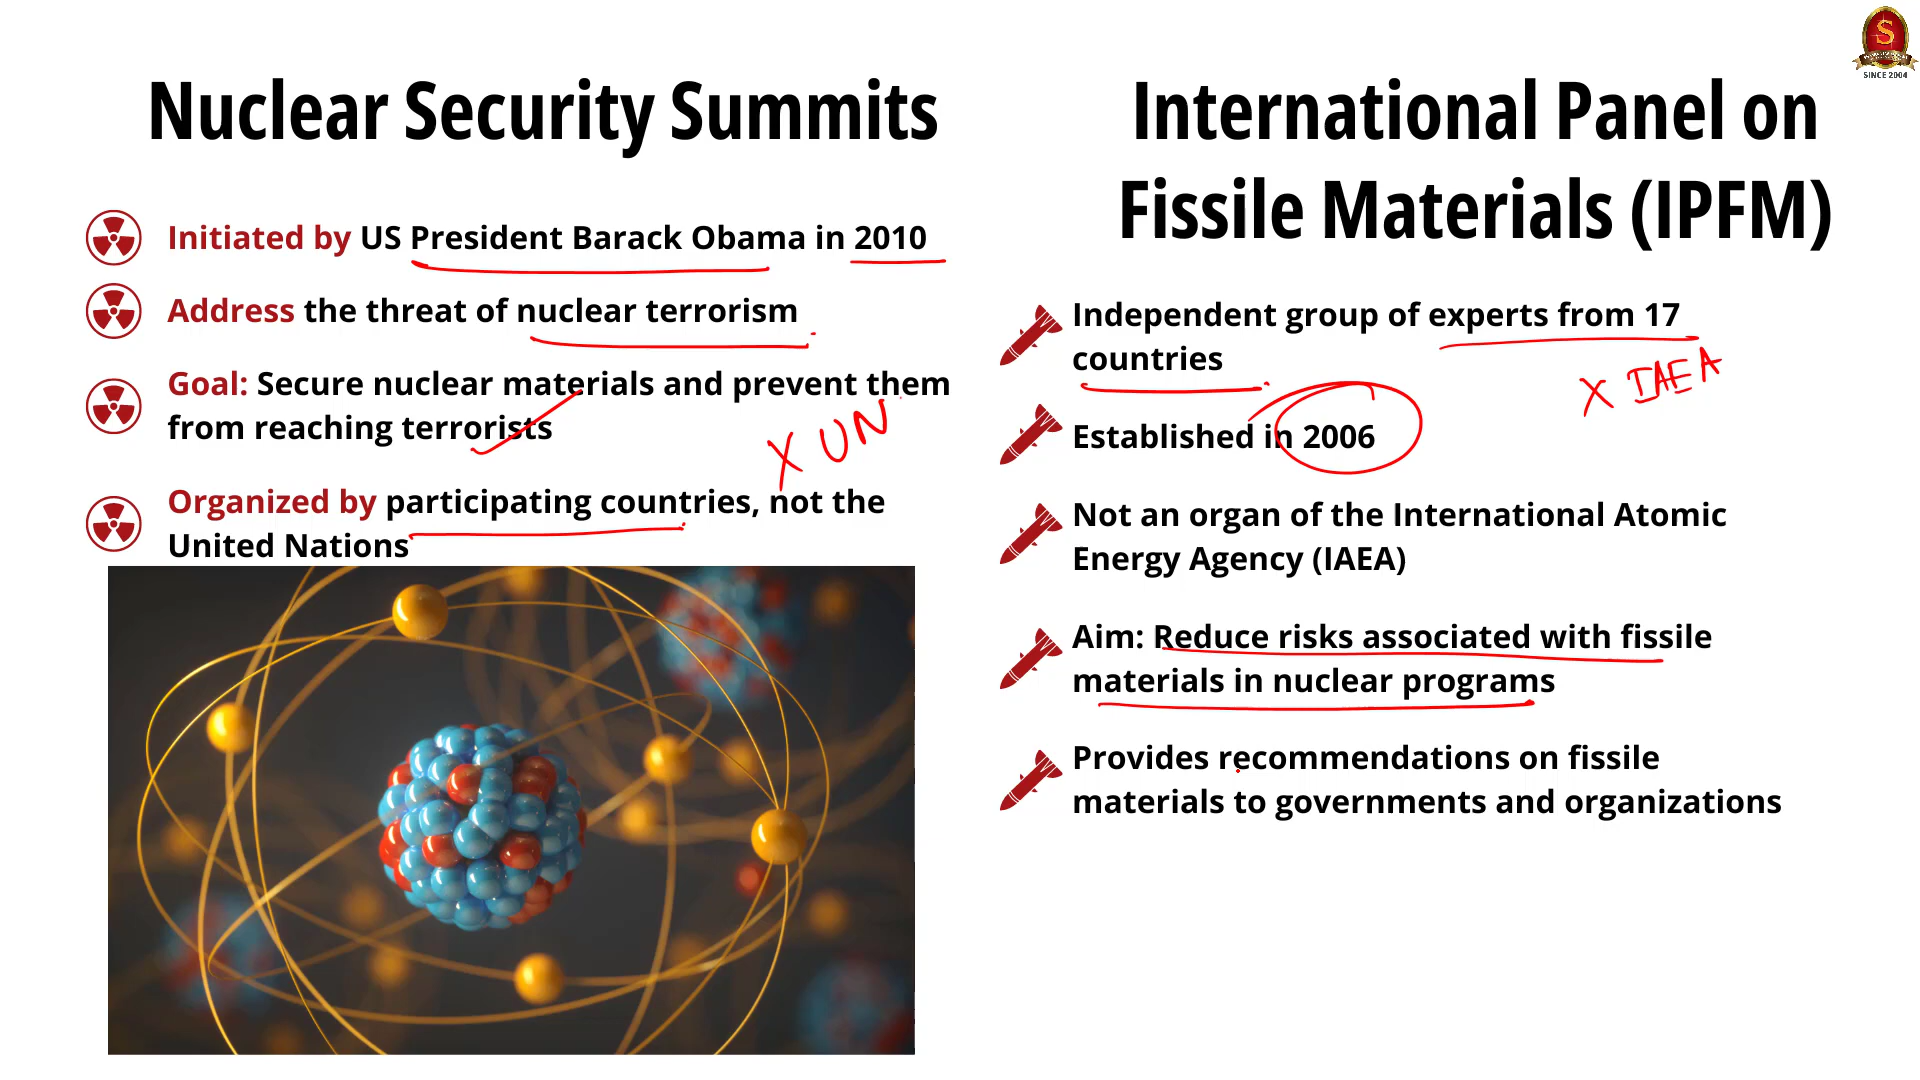 Nuclear Security Summits
Initiated by US President Barack Obama in 2010
Address the threat of nuclear terrorism
Goal: Secure nuclear materials and prevent them
from reaching terrorists
X UN
Organized by participating countries, not the
United Nations
International Panel on
Fissile Materials (IPFM)
Independent group of experts from 17
countries
X IAEA
Established in 2006
Not an organ of the International Atomic
Energy Agency (IAEA)
Aim: Reduce risks associated with fissile
materials in nuclear programs
Provides recommendations on fissile
materials to governments and organizations
S
SINCE 2004